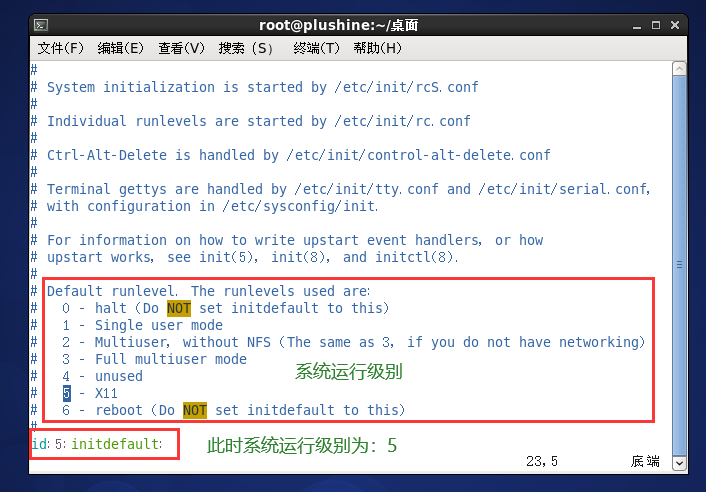 root@plushine:~/桌面
文件(F) 编辑(E) 查看(V) 搜索 (S) 终端(T) 帮助(H)
#
# System initialization is started by /etc/init/rcS.conf
#
# Individual runlevels are started by /etc/init/rc.conf
#
# Ctrl-Alt-Delete is handled by /etc/init/control-alt-delete.conf
#
# Terminal gettys are handled by /etc/init/tty.conf and /etc/init/serial.conf,
# with configuration in /etc/sysconfig/init.
#
# For information on how to write upstart event handlers, or how
# upstart works, see init(5), init(8), and initctl(8).
#
# Default runlevel. The runlevels used are:
#   0 - halt (Do NOT set initdefault to this)
#   1 - Single user mode
#   2 - Multiuser, without NFS (The same as 3, if you do not have networking)
#   3 - Full multiuser mode
#   4 - unused
系统运行级别
#   5 - X11
#   6 - reboot (Do NOT set initdefault to this)
#
id:5:initdefault:
此时系统运行级别为：5
23,5 底端